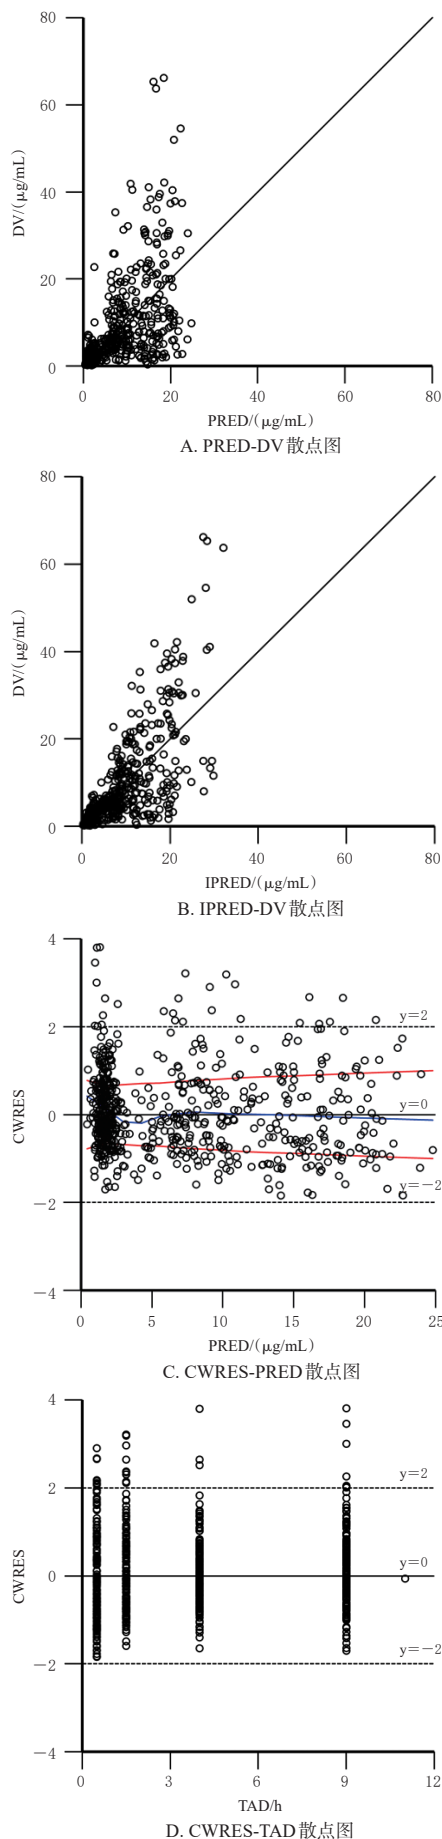 80
60
40
20
0
DV/(μg/mL)
0 20 40 60 80
PRED/(μg/mL)
A. PRED-DV散点图
80
60
40
20
0
DV/(μg/mL)
0 20 40 60 80
IPRED/(μg/mL)
B. IPRED-DV散点图
4
2
0
−2
−4
CWRES
y=2
y=0
y=−2
0 5 10 15 20 25
PRED/(μg/mL)
C. CWRES-PRED散点图
4
2
0
−2
−4
CWRES
y=2
y=0
y=−2
0 3 6 9 12
TAD/h
D. CWRES-TAD散点图